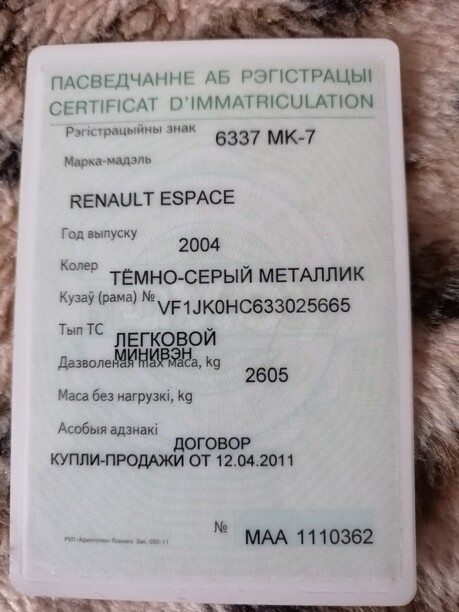 ПАСВЕДЧАННЕ АБ РЭГІСТРАЦЫІ
CERTIFICAT D'IMMATRICULATION
Рэгістрацыйны знак 6337 МК-7
Марка-мадэль
RENAULT ESPACE
Год выпуску 2004
Колер ТЁМНО-СЕРЫЙ МЕТАЛЛИК
Кузаў (рама) № VF1JK0HC633025665
Тып ТС ЛЕГКОВОЙ
МИНИВЭН
Дазволеная max маса, kg 2605
Маса без нагрузкі, kg
Асобыя адзнакі ДОГОВОР
КУПЛИ-ПРОДАЖИ ОТ 12.04.2011
№ МАА 1110362